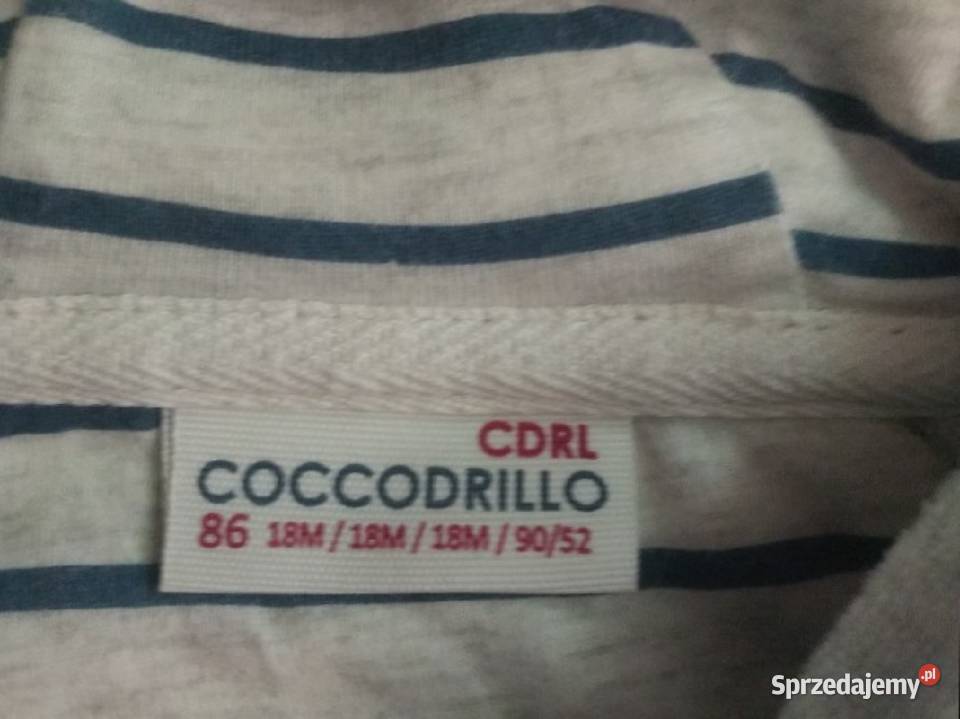 CDRL
COCCODRILLO
86 18M / 18M / 18M / 90/52
Sprzedajemy.pl